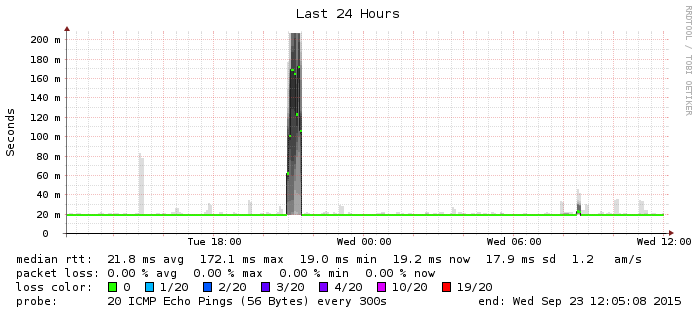 Last 24 Hours
RRDTOOL / TOBI OETIKER
Seconds
200 m
180 m
160 m
140 m
120 m
100 m
80 m
60 m
40 m
20 m
0
Tue 18:00 Wed 00:00 Wed 06:00 Wed 12:00
median rtt: 21.8 ms avg 172.1 ms max 19.0 ms min 19.2 ms now 17.9 ms sd 1.2 am/s
packet loss: 0.00 % avg 0.00 % max 0.00 % min 0.00 % now
loss color: 0 1/20 2/20 3/20 4/20 10/20 19/20
probe: 20 ICMP Echo Pings (56 Bytes) every 300s end: Wed Sep 23 12:05:08 2015